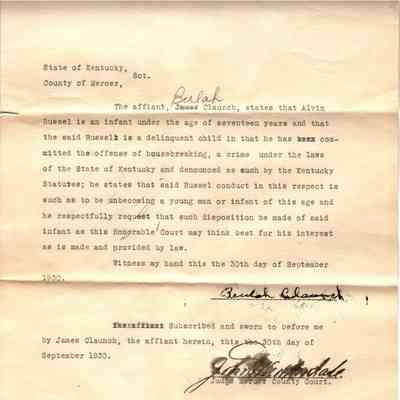 State of Kentucky,
Sct.
County of Mercer,
Beulah
The affiant, James Claunch, states that Alvin
Russel is an infant under the age of seventeen years and that
the said Russell is a delinquent child in that he has been com-
mitted the offense of housebreaking, a crime under the laws
of the State of Kentucky and denounced as such by the Kentucky
Statutes; he states that said Russel conduct in this respect is
such as to be unbecoming a young man or infant of this age and
he respectfully request that such disposition be made of said
infant as this Honorable Court may think best for his interest
as is made and provided by law.
Witness my hand this the 30th day of September
1930.
Beulah Claunch
The affiant Subscribed and sworn to before me
by James Claunch, the affiant herein, this the 30th day of
September 1930.
Judge Mercer County Court.